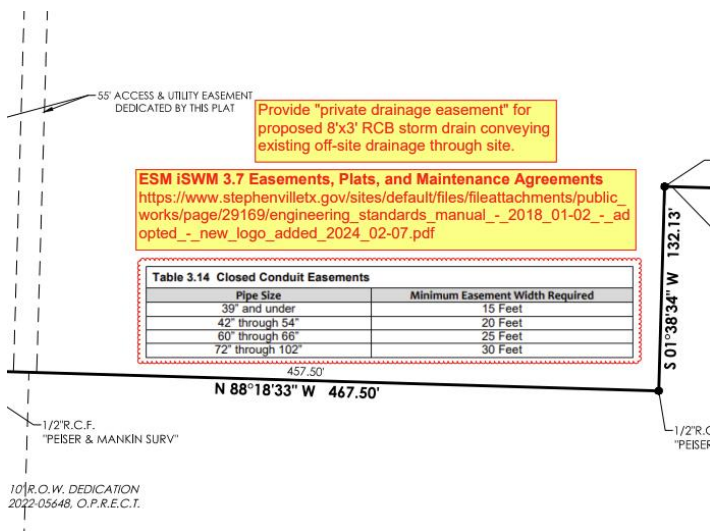 55' ACCESS & UTILITY EASEMENT
DEDICATED BY THIS PLAT
Provide "private drainage easement" for
proposed 8'x3' RCB storm drain conveying
existing off-site drainage through site.
ESM iSWM 3.7 Easements, Plats, and Maintenance Agreements
https://www.stephenvilletx.gov/sites/default/files/fileattachments/public_
works/page/29169/engineering_standards_manual_-_2018_01-02_-_ad
opted_-_new_logo_added_2024_02-07.pdf
Table 3.14 Closed Conduit Easements
Pipe Size Minimum Easement Width Required
39" and under 15 Feet
42" through 54" 20 Feet
60" through 66" 25 Feet
72" through 102" 30 Feet
S 01°38'34" W 132.13'
457.50'
N 88°18'33" W 467.50'
1/2"R.C.F.
"PEISER & MANKIN SURV"
1/2"R.C
"PEISER
10' R.O.W. DEDICATION
2022-05648, O.P.R.E.C.T.